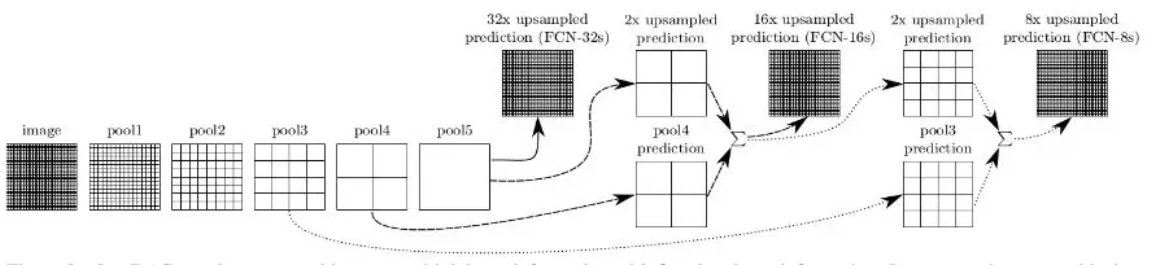 32x upsampled
prediction (FCN-32s)
2x upsampled
prediction
16x upsampled
prediction (FCN-16s)
2x upsampled
prediction
8x upsampled
prediction (FCN-8s)
image
pool1
pool2
pool3
pool4
pool5
pool4
prediction
Σ
pool3
prediction
Σ